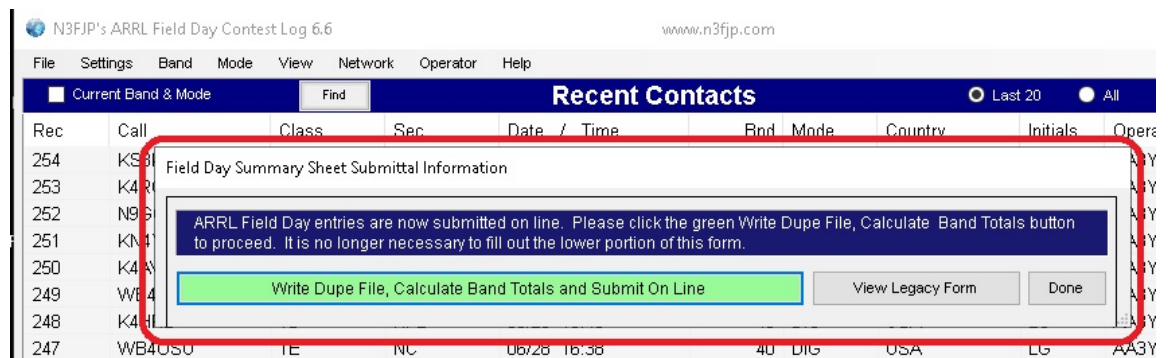 N3FJP's ARRL Field Day Contest Log 6.6 www.n3fjp.com
File Settings Band Mode View Network Operator Help
Current Band & Mode Find Recent Contacts Last 20 All
Rec Call Class Sec Date / Time Bnd Mode Country Initials
254
253
252
251
250
249
248
247 WB4OSU 1E NC 06/28 16:38 40 DIG USA LG
Field Day Summary Sheet Submittal Information
ARRL Field Day entries are now submitted on line. Please click the green Write Dupe File, Calculate Band Totals button
to proceed. It is no longer necessary to fill out the lower portion of this form.
Write Dupe File, Calculate Band Totals and Submit On Line View Legacy Form Done